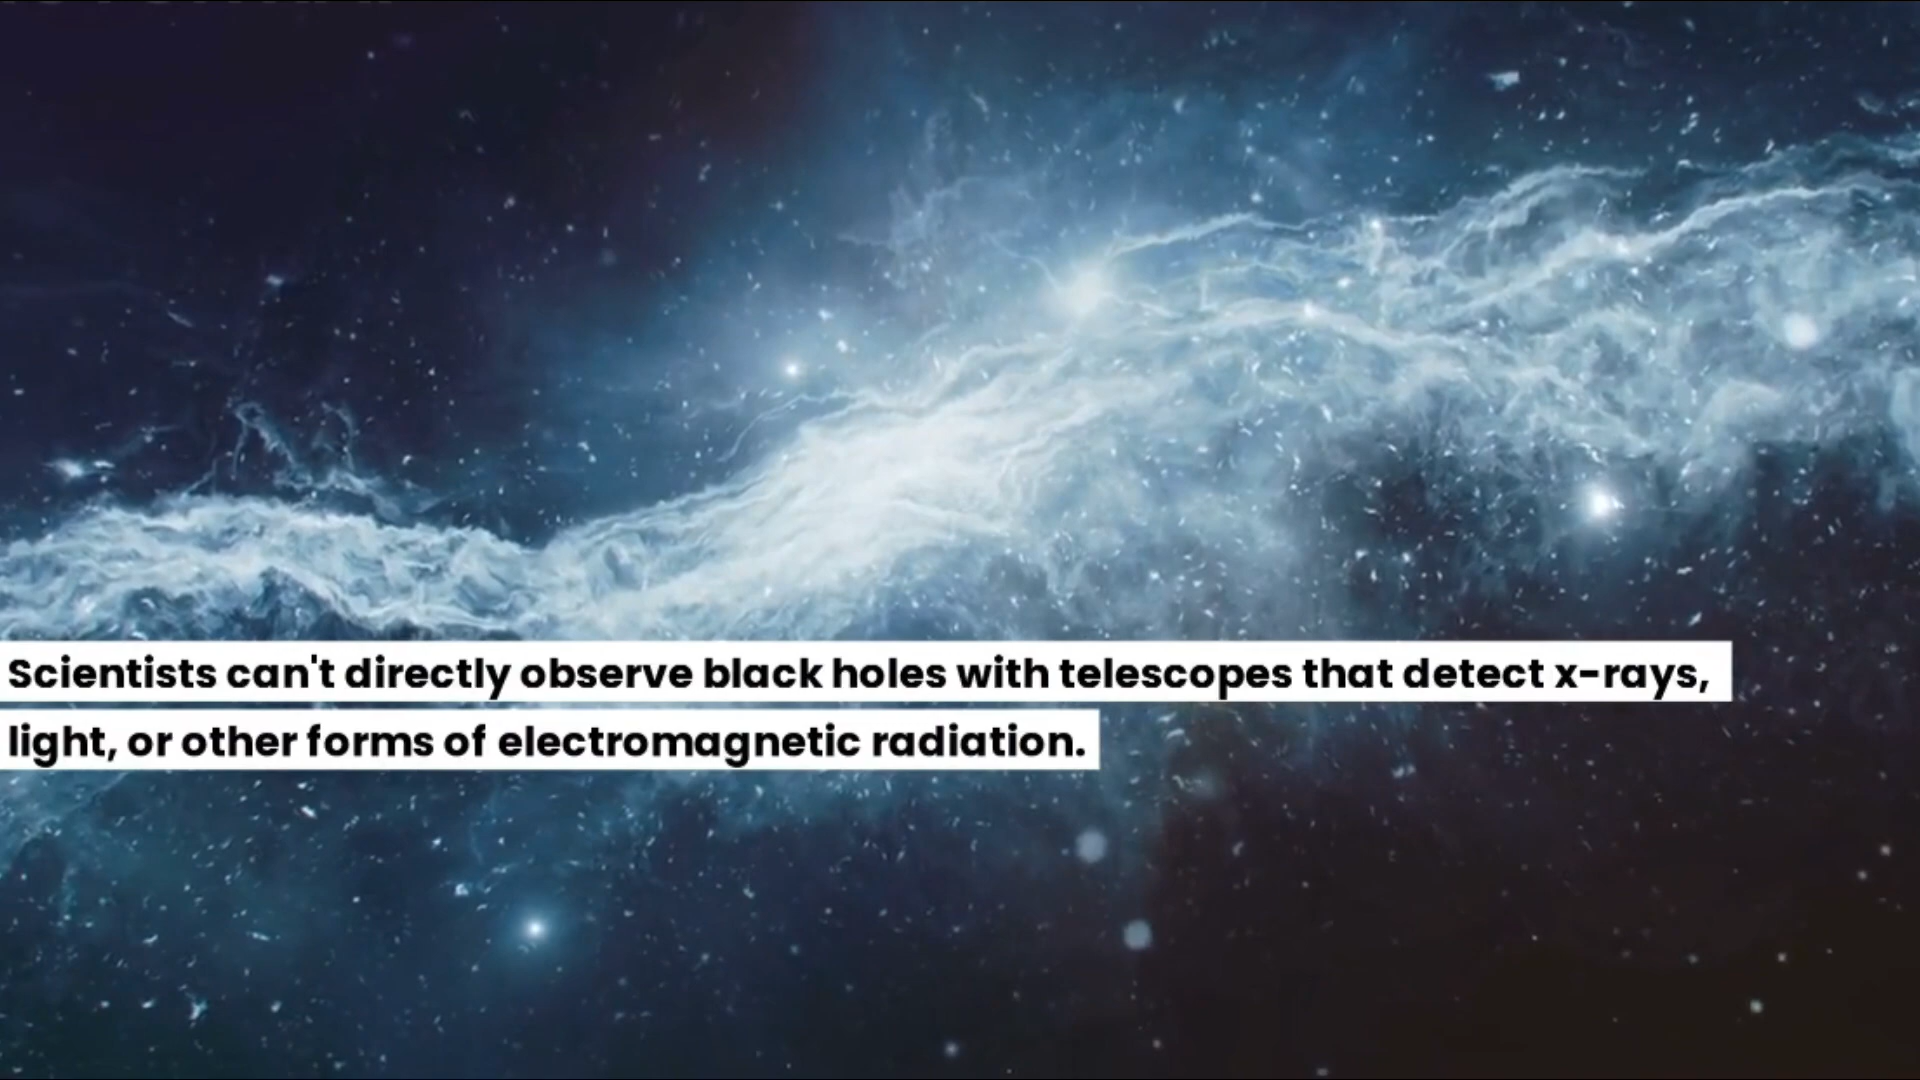 Scientists can't directly observe black holes with telescopes that detect x-rays,
light, or other forms of electromagnetic radiation.